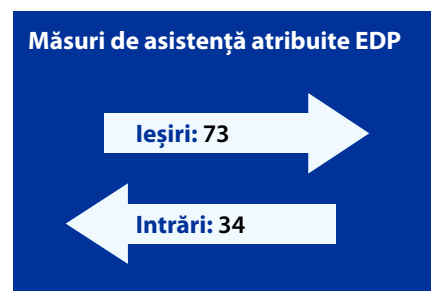 Măsuri de asistență atribuite EDP
Ieșiri: 73
Intrări: 34